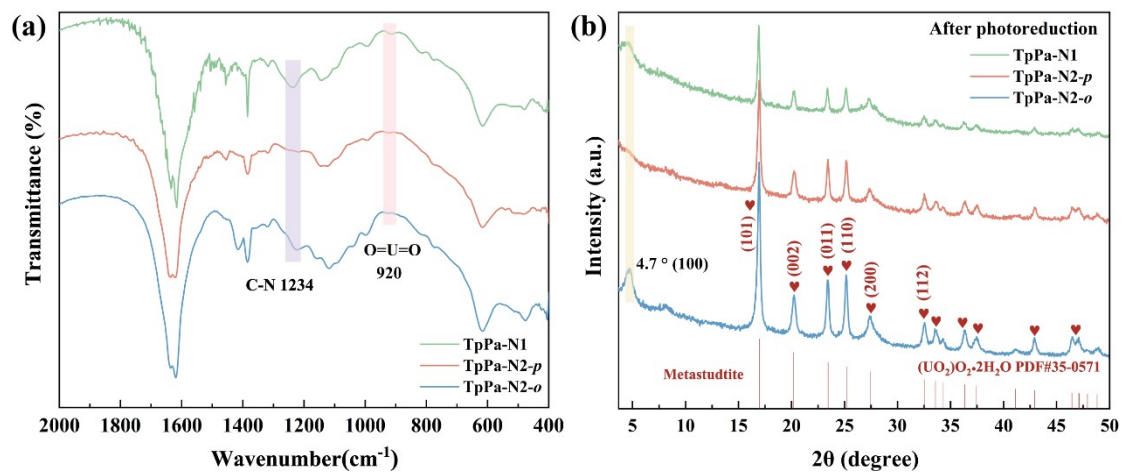 (a)
Transmittance (%)
C-N 1234
O=U=O
920
TpPa-N1
TpPa-N2-p
TpPa-N2-o
2000 1800 1600 1400 1200 1000 800 600 400
Wavenumber(cm⁻¹)
(b)
After photoreduction
TpPa-N1
TpPa-N2-p
TpPa-N2-o
Intensity (a.u.)
4.7 ° (100)
♥ (101)
♥ (002)
♥ (011)
♥ (110)
♥ (200)
♥ (112)
♥ ♥ ♥ ♥ ♥
Metastudtite
(UO₂)O₂•2H₂O PDF#35-0571
5 10 15 20 25 30 35 40 45 50
2θ (degree)